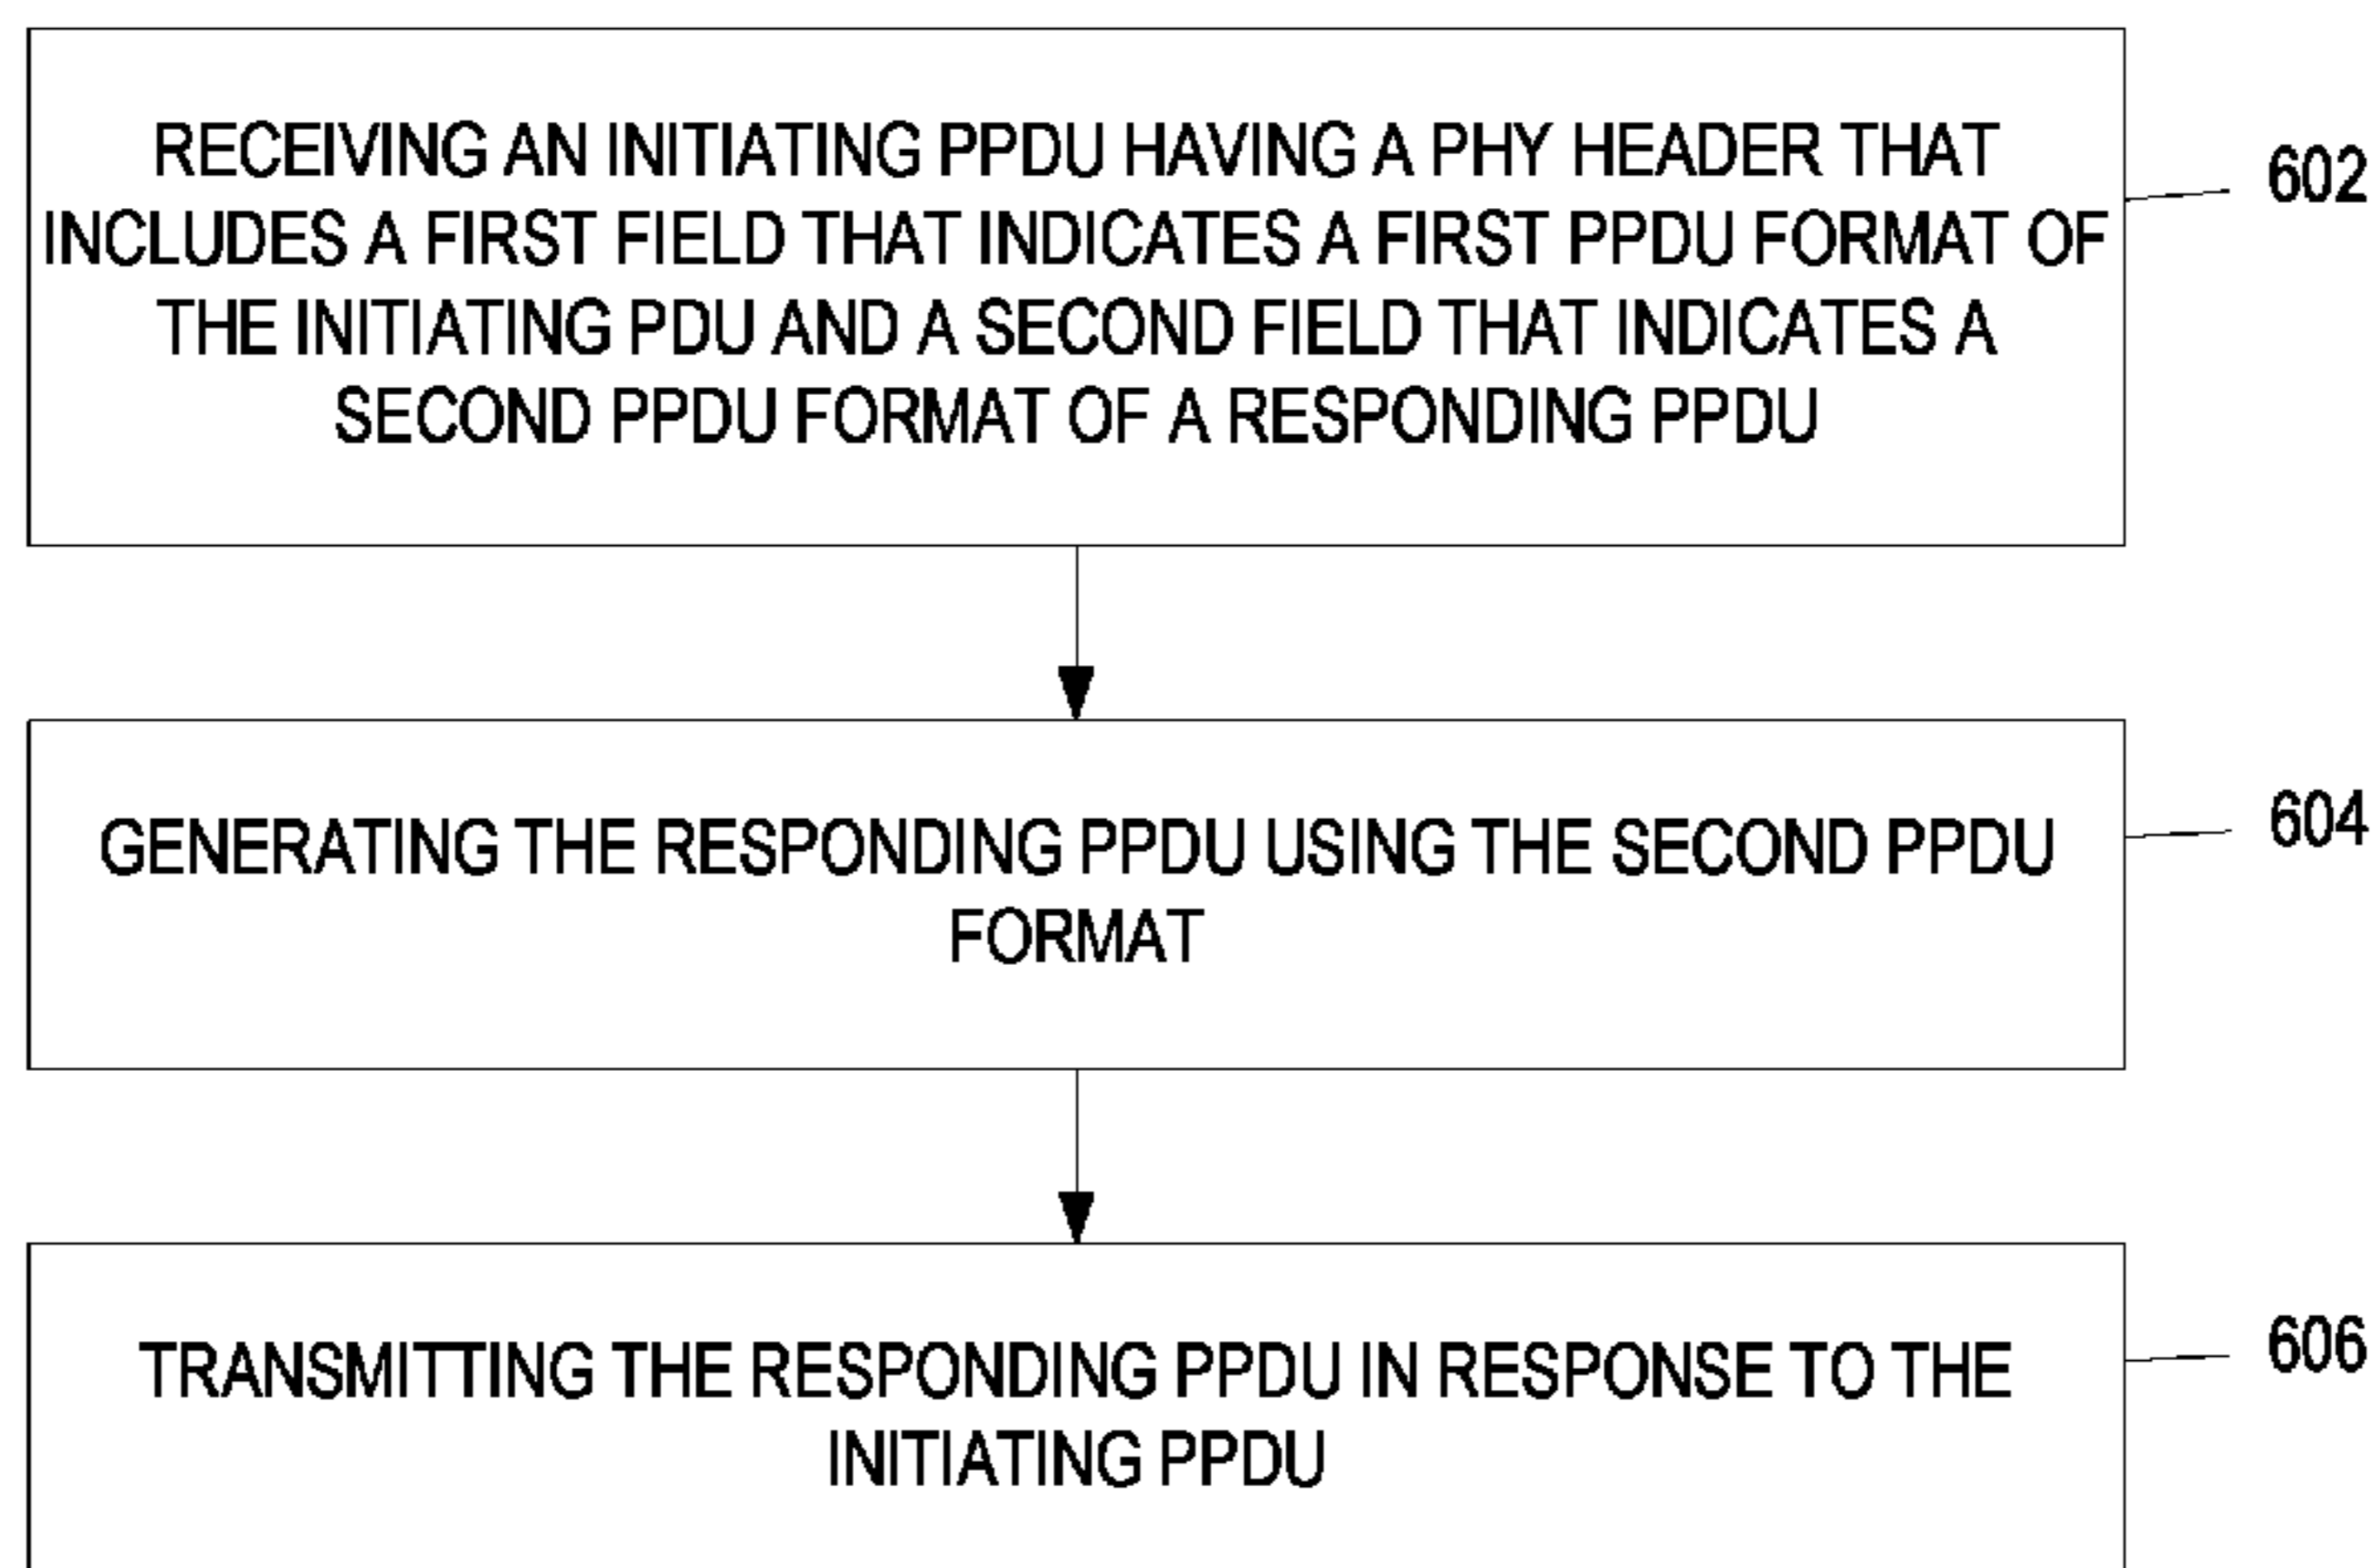 RECEIVING AN INITIATING PPDU HAVING A PHY HEADER THAT
INCLUDES A FIRST FIELD THAT INDICATES A FIRST PPDU FORMAT OF
THE INITIATING PDU AND A SECOND FIELD THAT INDICATES A
SECOND PPDU FORMAT OF A RESPONDING PPDU
602
GENERATING THE RESPONDING PPDU USING THE SECOND PPDU
FORMAT
604
TRANSMITTING THE RESPONDING PPDU IN RESPONSE TO THE
INITIATING PPDU
606